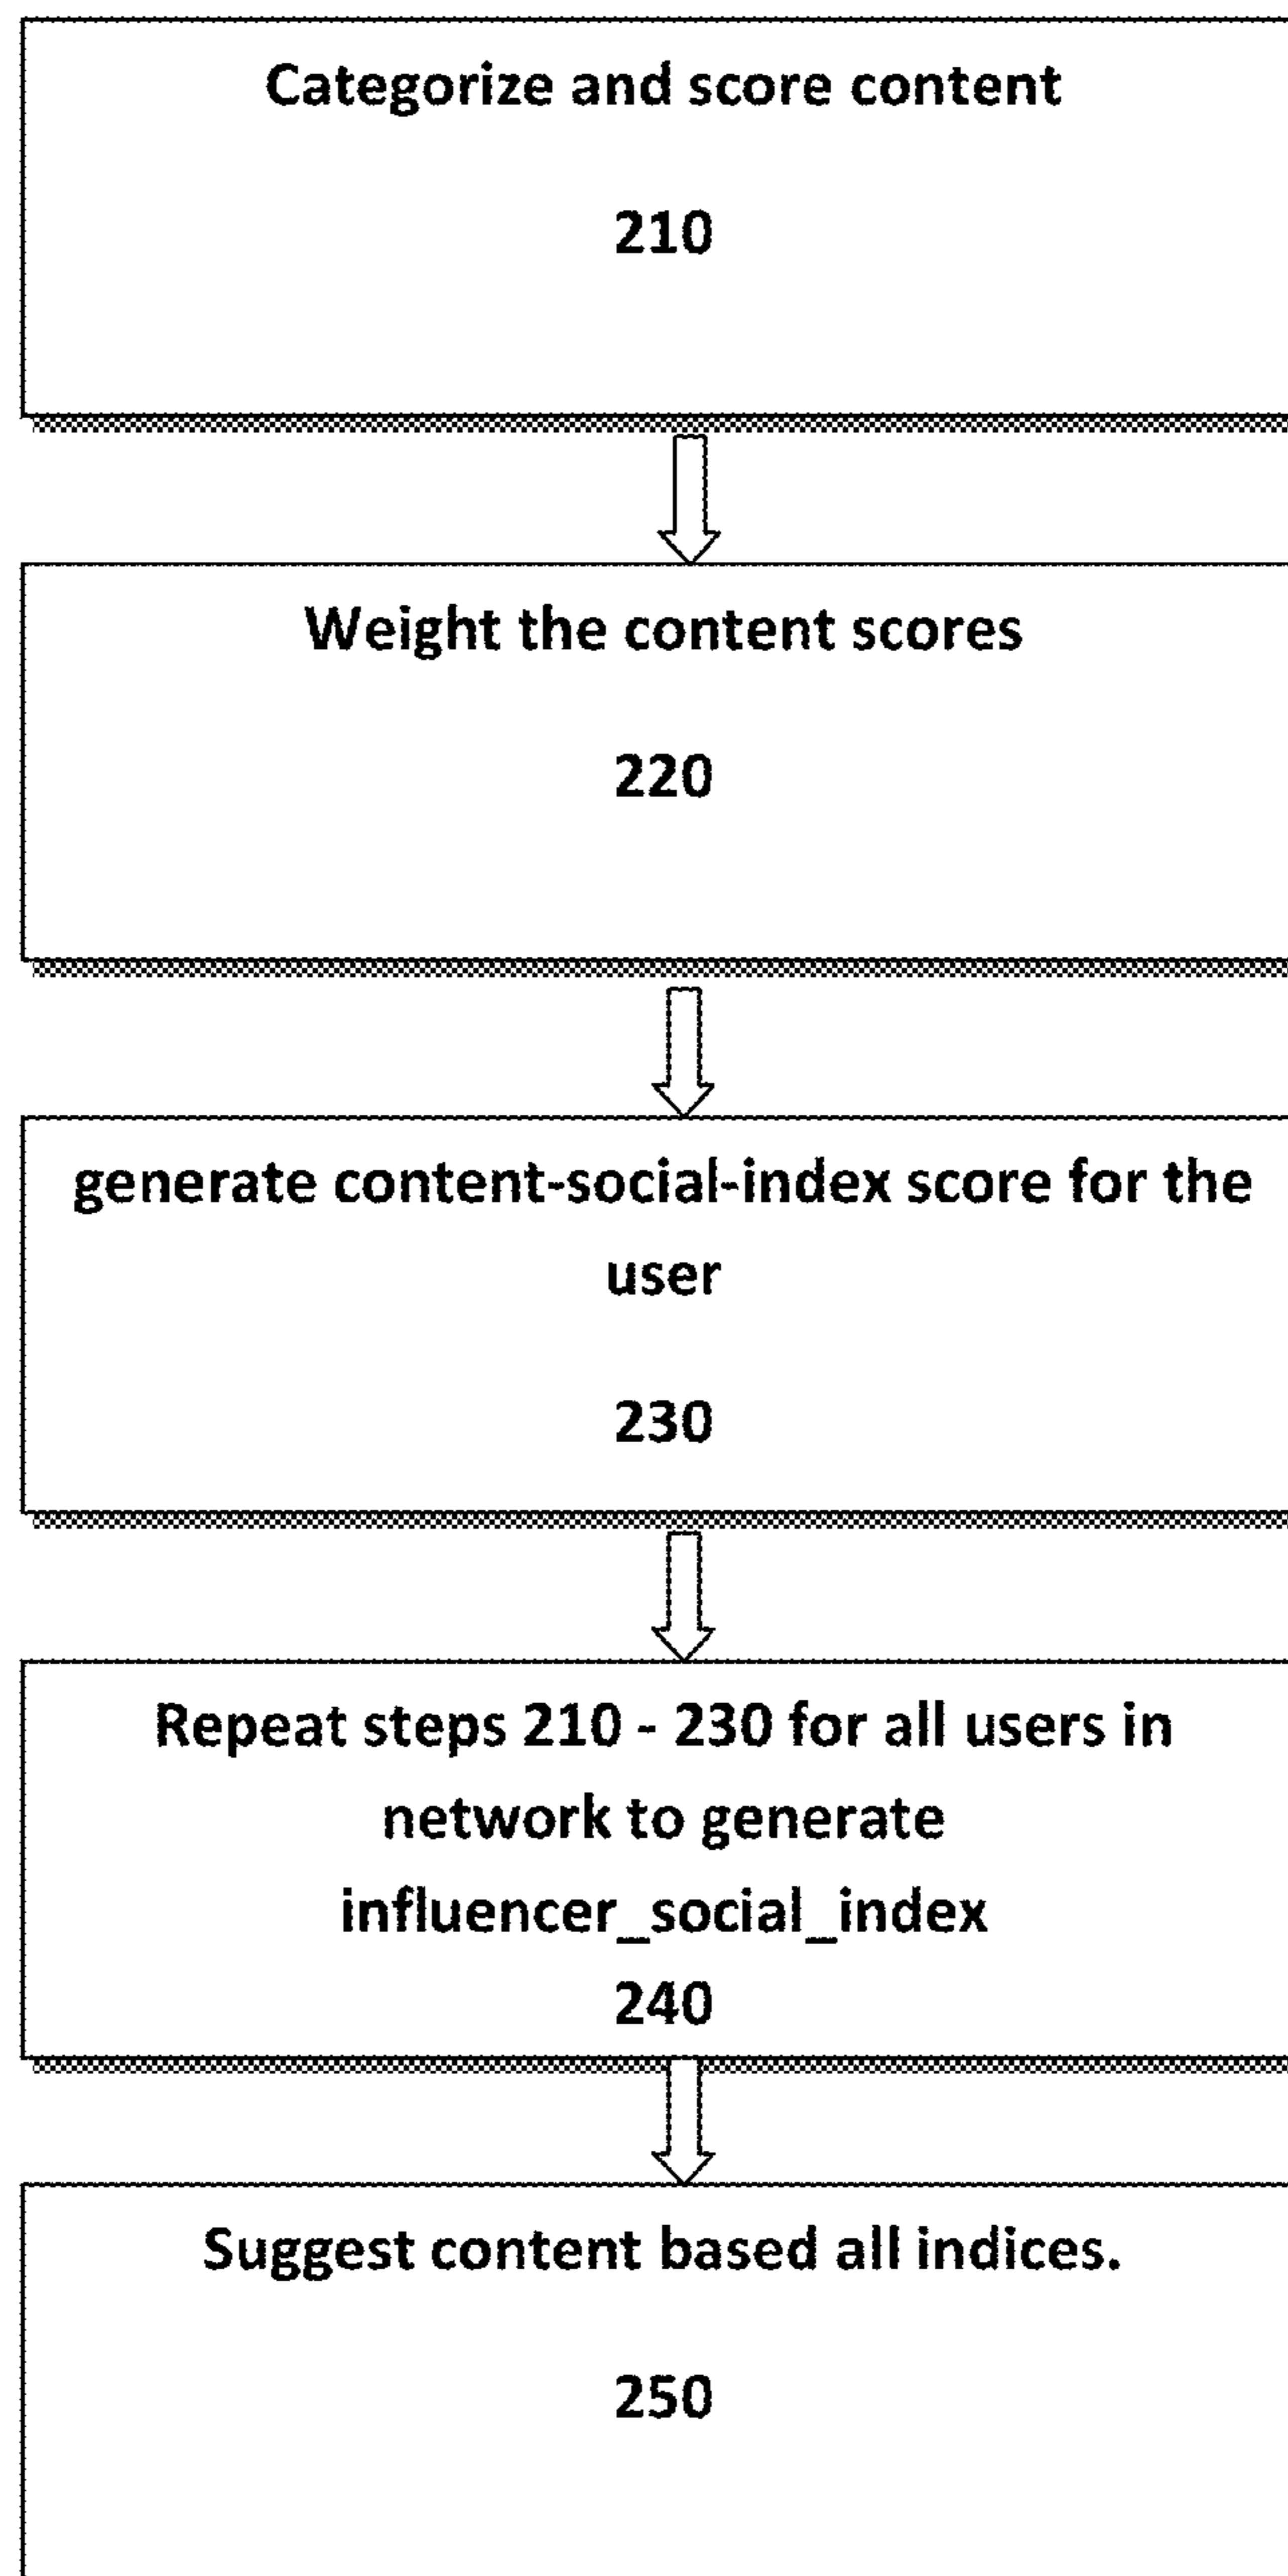 Categorize and score content
210
Weight the content scores
220
generate content-social-index score for the
user
230
Repeat steps 210 - 230 for all users in
network to generate
influencer_social_index
240
Suggest content based all indices.
250